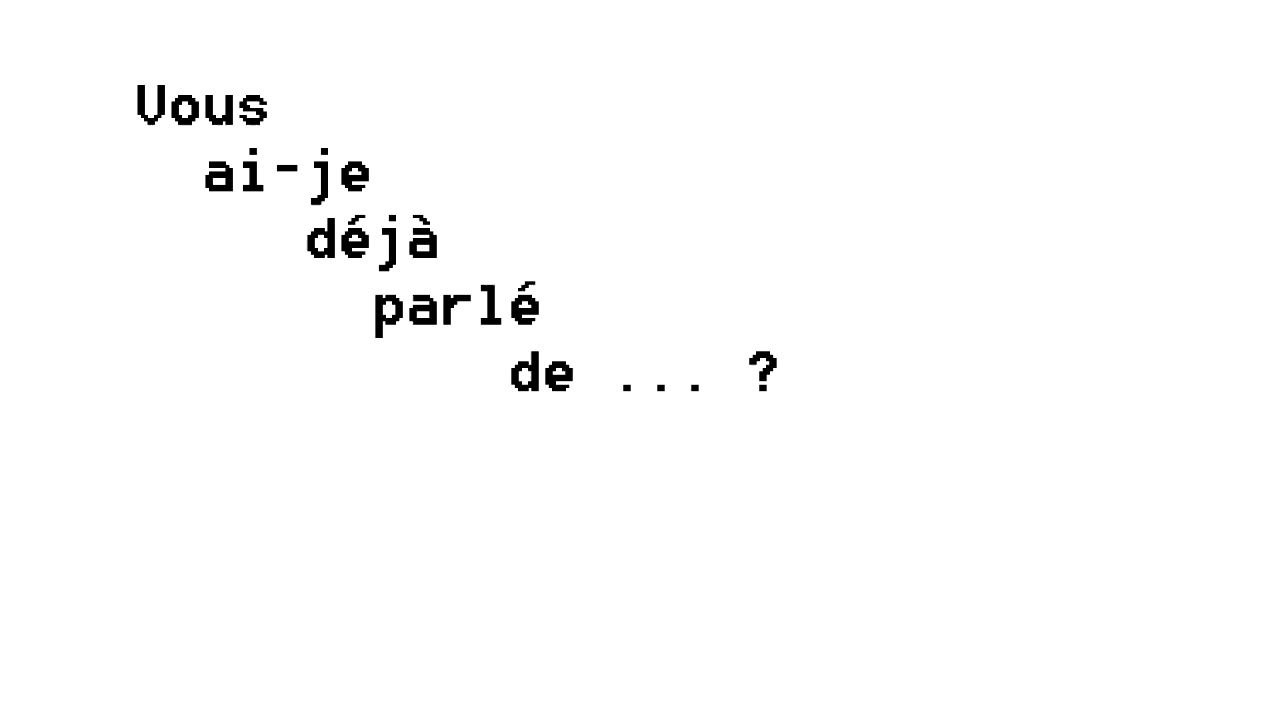 Vous
ai-je
déjà
parlé
de ... ?